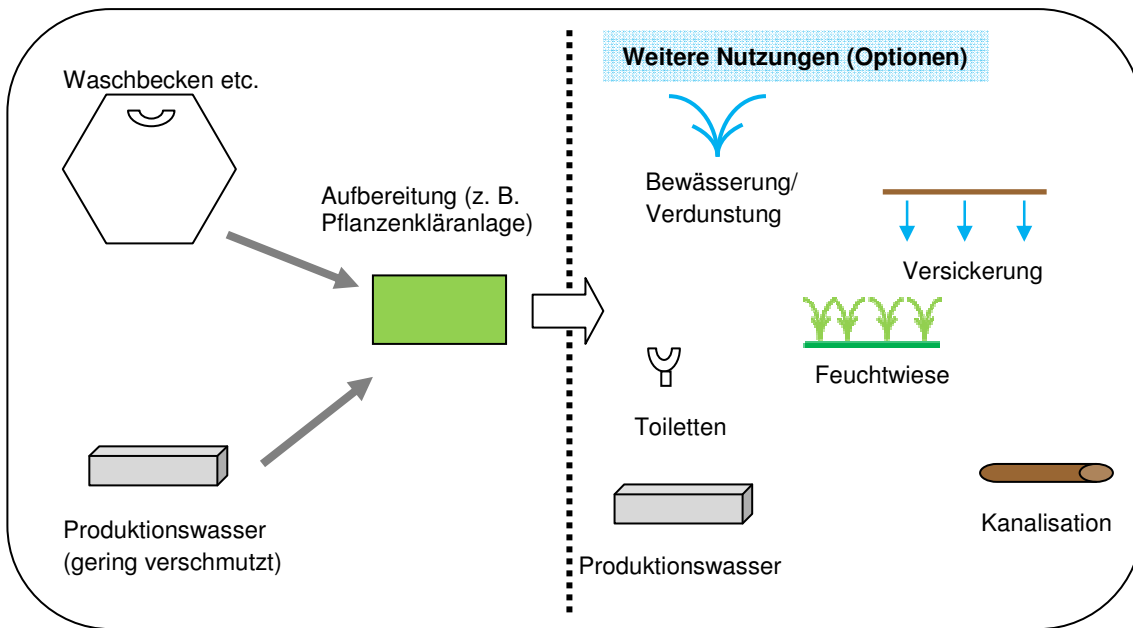 Waschbecken etc.
Aufbereitung (z. B.
Pflanzenkläranlage)
Produktionswasser
(gering verschmutzt)
Weitere Nutzungen (Optionen)
Bewässerung/
Verdunstung
Versickerung
Feuchtwiese
Toiletten
Kanalisation
Produktionswasser